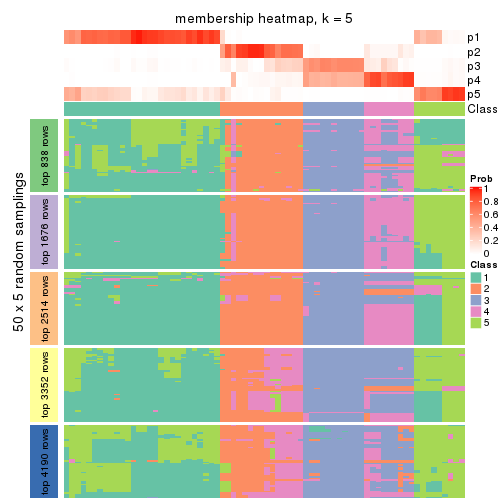 membership heatmap, k = 5
p1
p2
p3
p4
p5
Class
50 x 5 random samplings
top 838 rows
top 1676 rows
top 2514 rows
top 3352 rows
top 4190 rows
Prob
1
0.8
0.6
0.4
0.2
0
Class
1
2
3
4
5